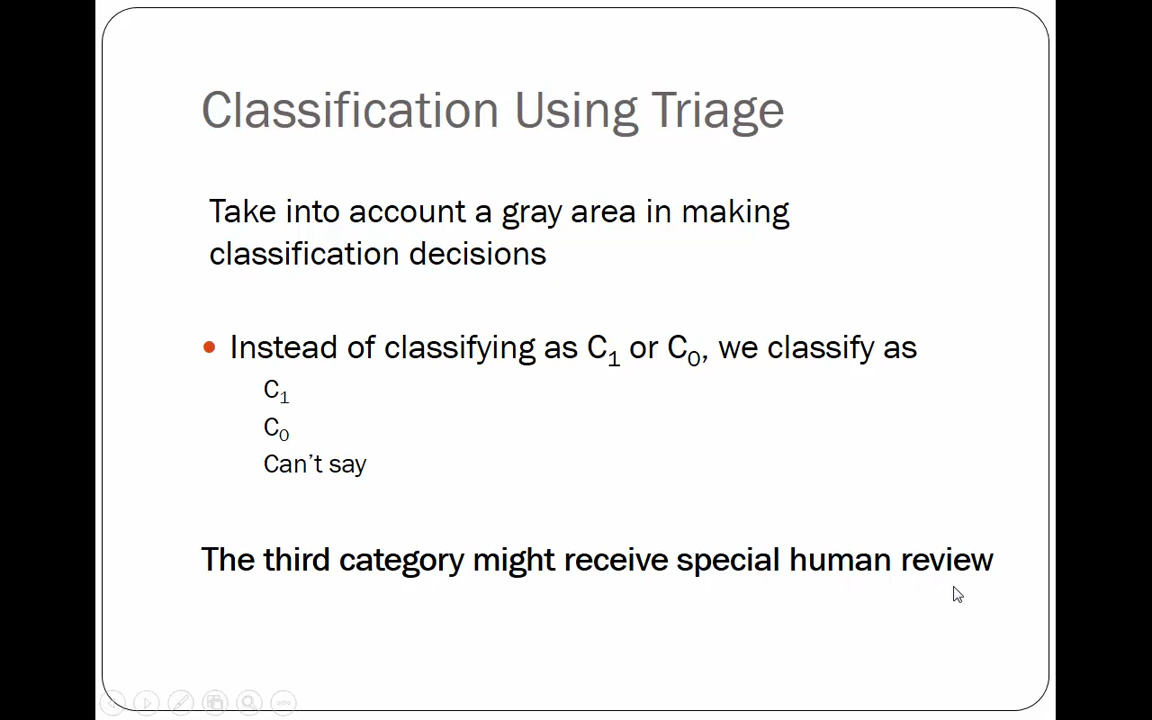 Classification Using Triage
Take into account a gray area in making
classification decisions
• Instead of classifying as C₁ or C₀, we classify as
C₁
C₀
Can't say
The third category might receive special human review